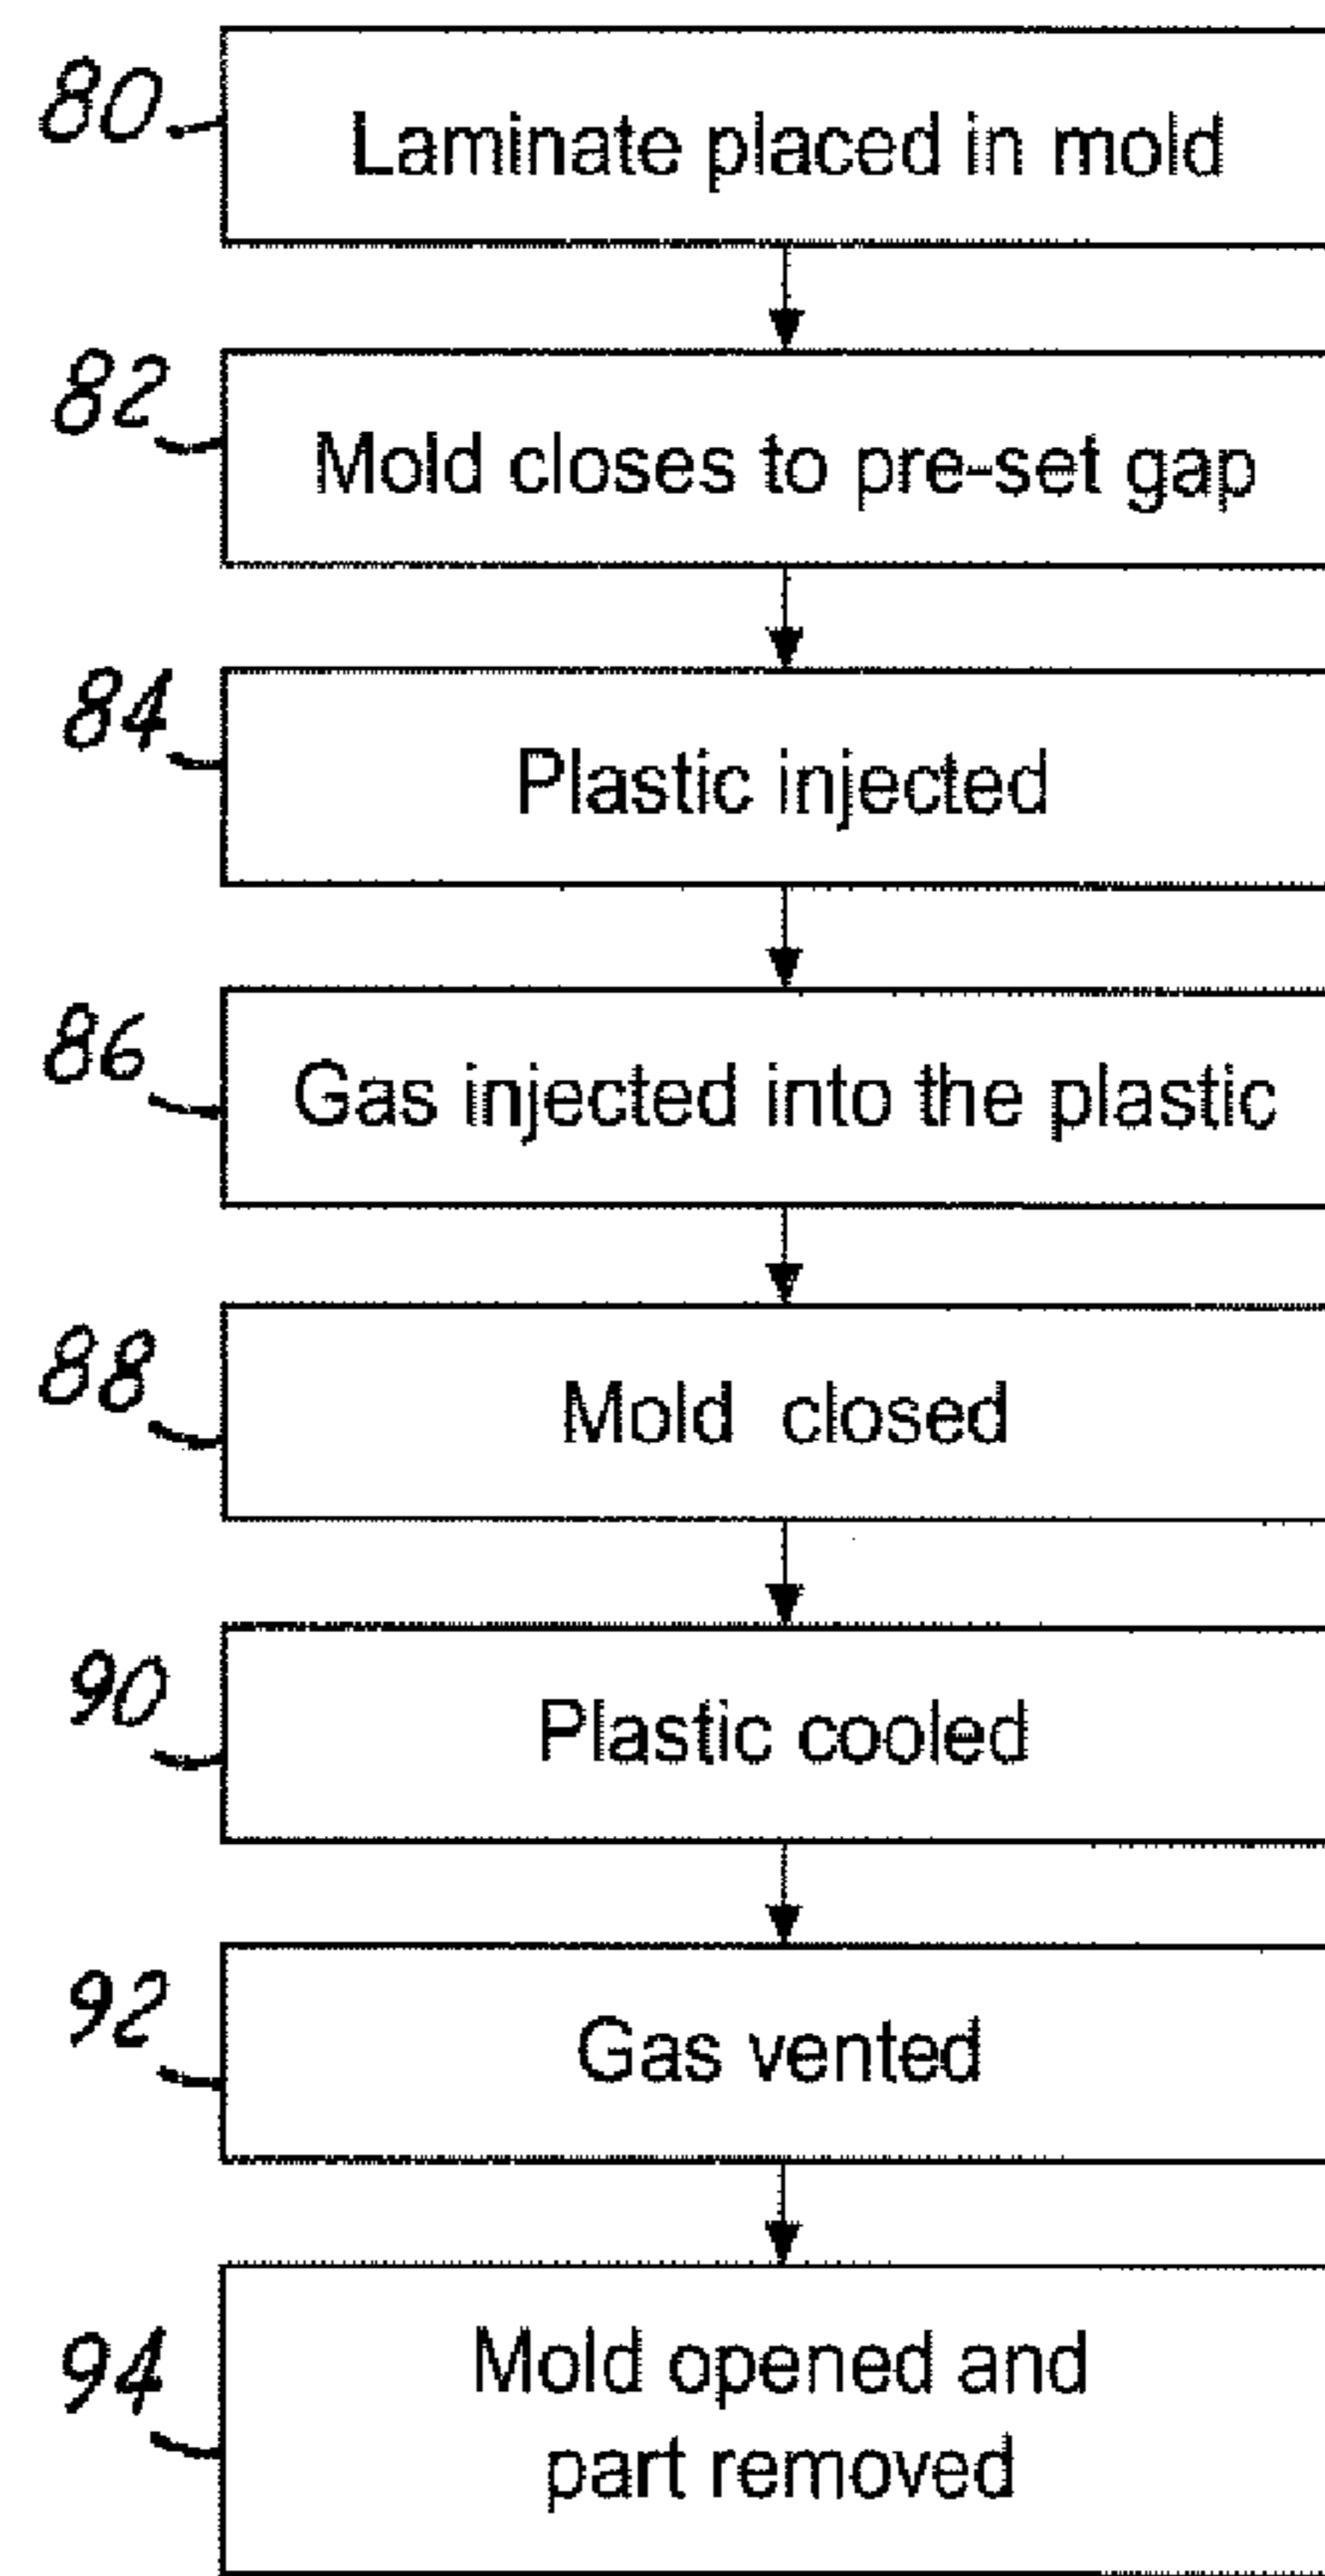 80 Laminate placed in mold
82 Mold closes to pre-set gap
84 Plastic injected
86 Gas injected into the plastic
88 Mold closed
90 Plastic cooled
92 Gas vented
94 Mold opened and
part removed